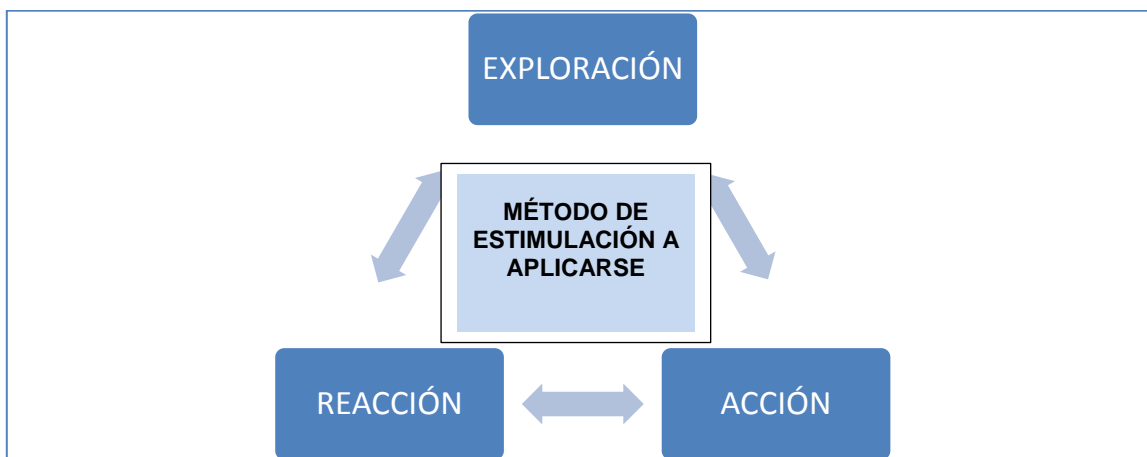 EXPLORACIÓN
MÉTODO DE
ESTIMULACIÓN A
APLICARSE
REACCIÓN
ACCIÓN